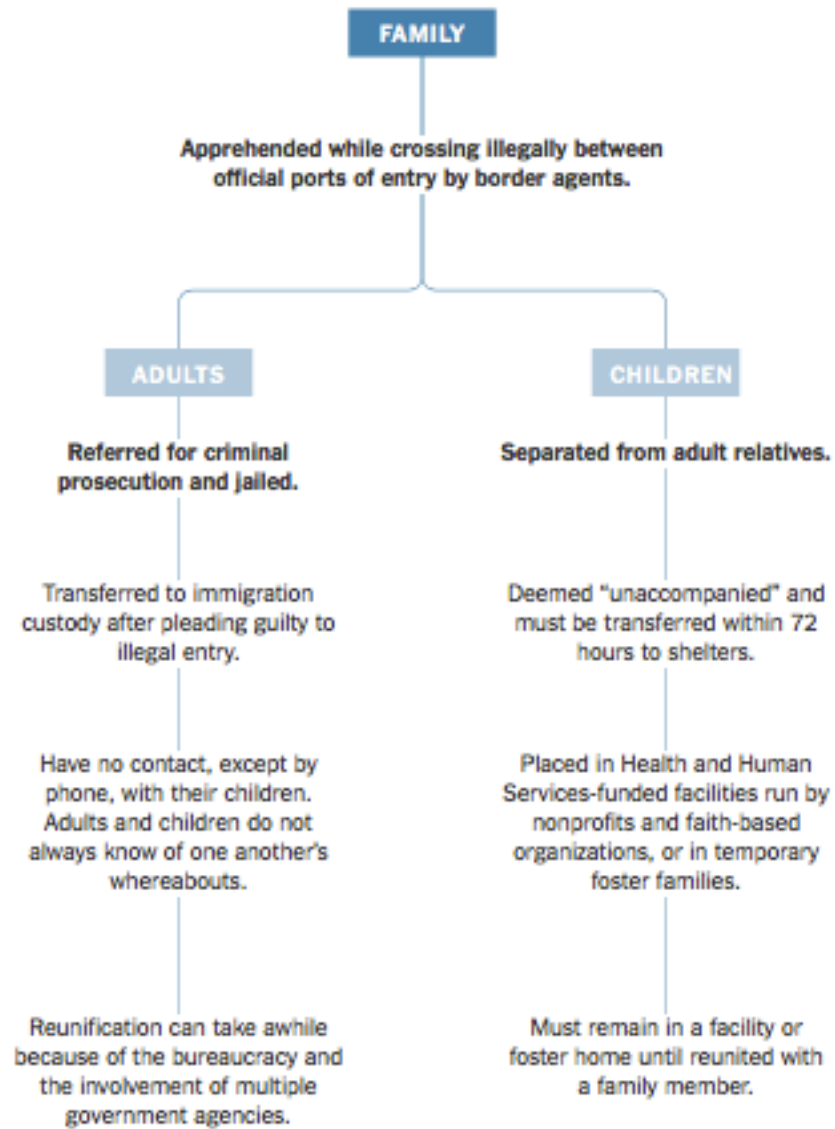 FAMILY
Apprehended while crossing illegally between
official ports of entry by border agents.
ADULTS
Referred for criminal
prosecution and jailed.
Transferred to immigration
custody after pleading guilty to
illegal entry.
Have no contact, except by
phone, with their children.
Adults and children do not
always know of one another's
whereabouts.
Reunification can take awhile
because of the bureaucracy and
the involvement of multiple
government agencies.
CHILDREN
Separated from adult relatives.
Deemed “unaccompanied” and
must be transferred within 72
hours to shelters.
Placed in Health and Human
Services-funded facilities run by
nonprofits and faith-based
organizations, or in temporary
foster families.
Must remain in a facility or
foster home until reunited with
a family member.